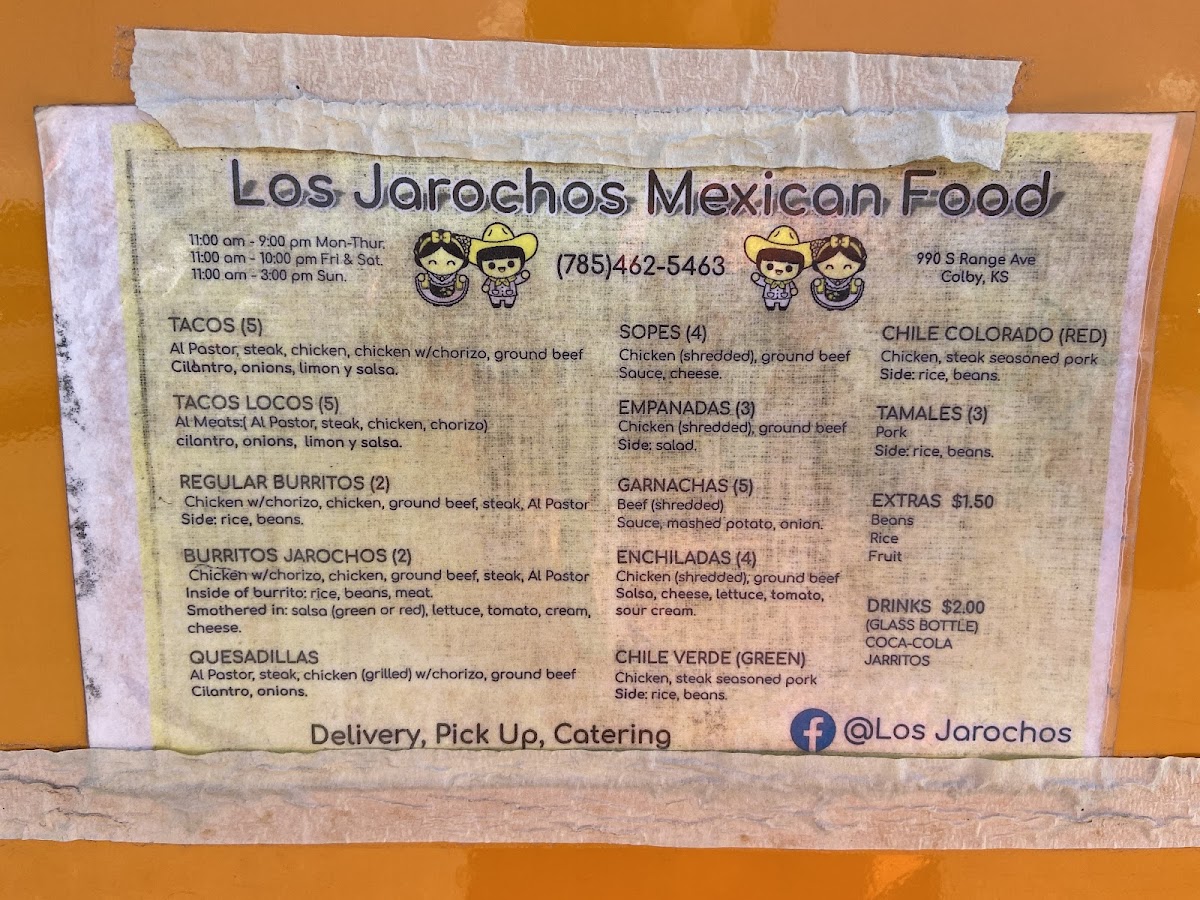 Los Jarochos Mexican Food
11:00 am - 9:00 pm Mon-Thur.
11:00 am - 10:00 pm Fri & Sat.
11:00 am - 3:00 pm Sun.
(785)462-5463
990 S Range Ave
Colby, KS
TACOS (5)
Al Pastor, steak, chicken, chicken w/chorizo, ground beef
Cilantro, onions, limon y salsa.
TACOS LOCOS (5)
Al Meats:( Al Pastor, steak, chicken, chorizo)
cilantro, onions, limon y salsa.
REGULAR BURRITOS (2)
Chicken w/chorizo, chicken, ground beef, steak, Al Pastor
Side: rice, beans.
BURRITOS JAROCHOS (2)
Chicken w/chorizo, chicken, ground beef, steak, Al Pastor
Inside of burrito: rice, beans, meat.
Smothered in: salsa (green or red), lettuce, tomato, cream,
cheese.
QUESADILLAS
Al Pastor, steak, chicken (grilled) w/chorizo, ground beef
Cilantro, onions.
SOPES (4)
Chicken (shredded), ground beef
Sauce, cheese.
EMPANADAS (3)
Chicken (shredded), ground beef
Side: salad.
GARNACHAS (5)
Beef (shredded)
Sauce, mashed potato, onion.
ENCHILADAS (4)
Chicken (shredded), ground beef
Salsa, cheese, lettuce, tomato,
sour cream.
CHILE VERDE (GREEN)
Chicken, steak seasoned pork
Side: rice, beans.
CHILE COLORADO (RED)
Chicken, steak seasoned pork
Side: rice, beans.
TAMALES (3)
Pork
Side: rice, beans.
EXTRAS $1.50
Beans
Rice
Fruit
DRINKS $2.00
(GLASS BOTTLE)
COCA-COLA
JARRITOS
Delivery, Pick Up, Catering
f @Los Jarochos